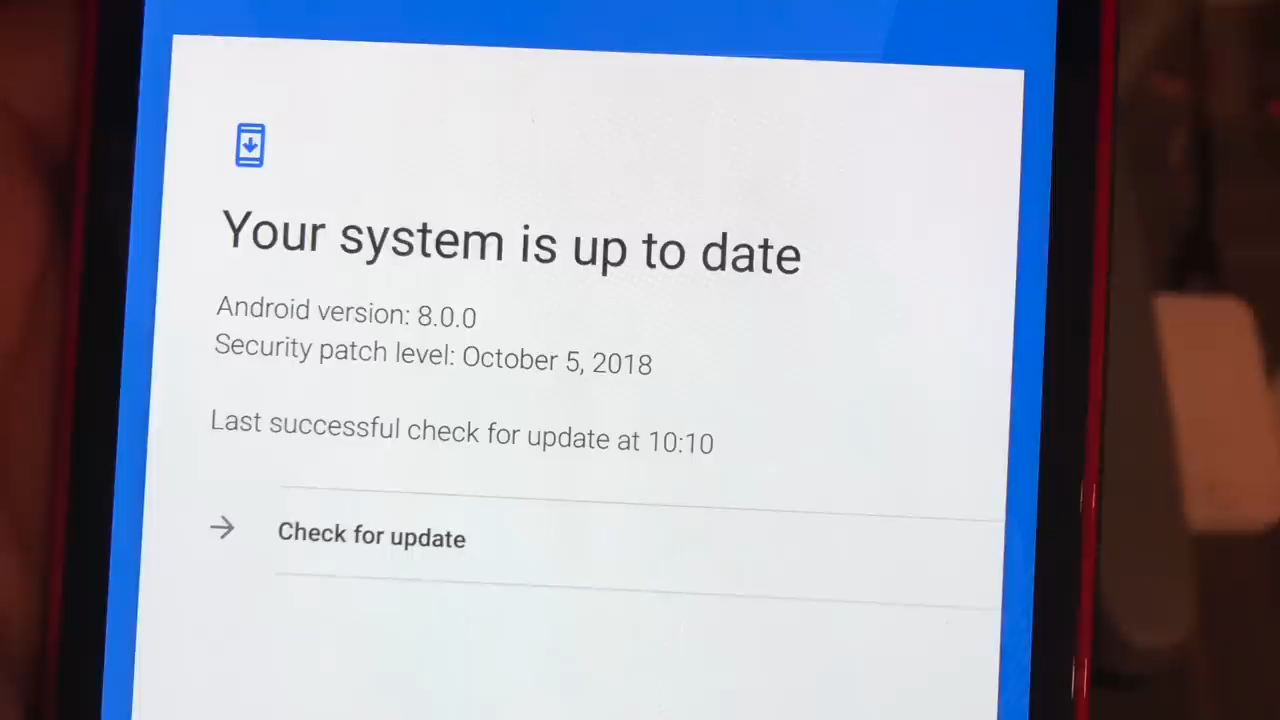 Your system is up to date
Android version: 8.0.0
Security patch level: October 5, 2018
Last successful check for update at 10:10
Check for update